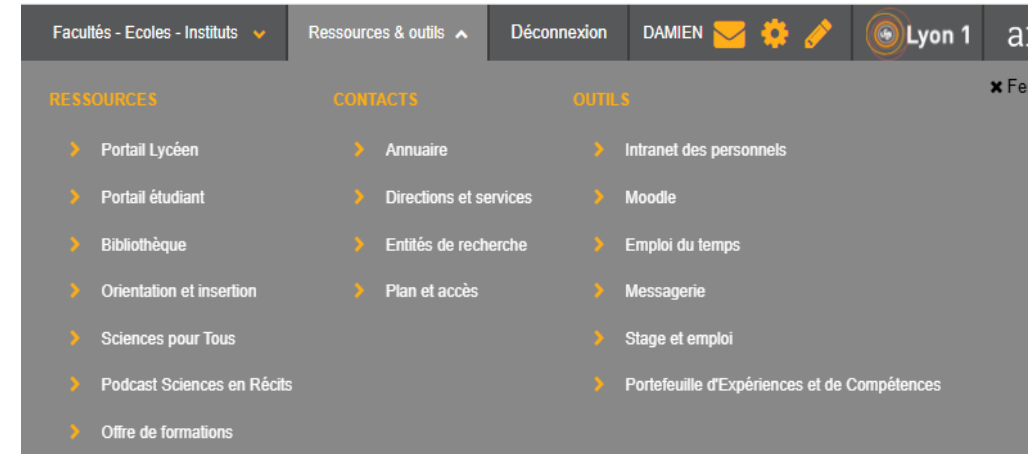 Facultés - Ecoles - Instituts Ressources & outils Déconnexion DAMIEN Lyon 1
Fe
RESSOURCES CONTACTS OUTILS
Portail Lycéen Annuaire Intranet des personnels
Portail étudiant Directions et services Moodle
Bibliothèque Entités de recherche Emploi du temps
Orientation et insertion Plan et accès Messagerie
Sciences pour Tous Stage et emploi
Podcast Sciences en Récits Portefeuille d'Expériences et de Compétences
Offre de formations